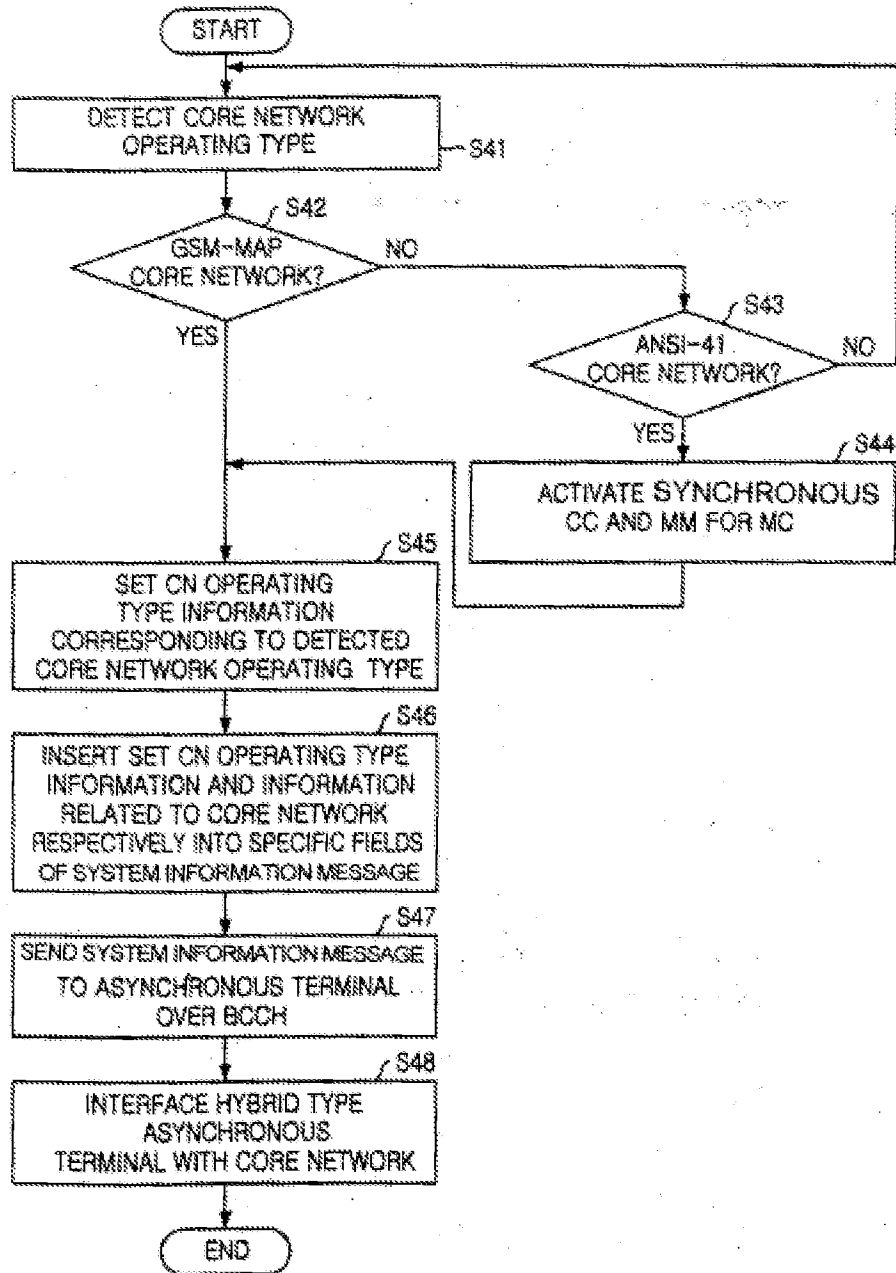 START
DETECT CORE NETWORK
OPERATING TYPE
S41
S42
GSM-MAP
CORE NETWORK?
NO
YES
S43
ANSI-41
CORE NETWORK?
NO
YES
S44
ACTIVATE SYNCHRONOUS
CC AND MM FOR MC
S45
SET CN OPERATING
TYPE INFORMATION
CORRESPONDING TO DETECTED
CORE NETWORK OPERATING TYPE
S46
INSERT SET CN OPERATING TYPE
INFORMATION AND INFORMATION
RELATED TO CORE NETWORK
RESPECTIVELY INTO SPECIFIC FIELDS
OF SYSTEM INFORMATION MESSAGE
S47
SEND SYSTEM INFORMATION MESSAGE
TO ASYNCHRONOUS TERMINAL
OVER BCCH
S48
INTERFACE HYBRID TYPE
ASYNCHRONOUS
TERMINAL WITH CORE NETWORK
END